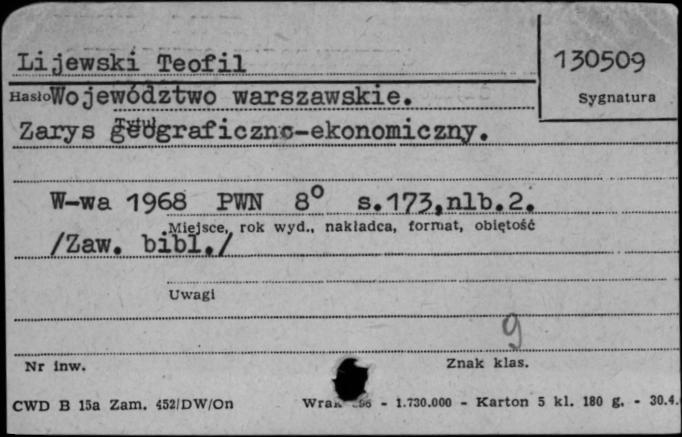 Lijewski Teofil
130509
Hasło
Województwo warszawskie.
Sygnatura
Tytuł
Zarys geograficzno-ekonomiczny.
W-wa 1968 PWN 8° s.173,nlb.2.
Miejsce, rok wyd., nakładca, format, objętość
/Zaw. bibl./
Uwagi
9
Nr inw.
Znak klas.
CWD B 15a Zam. 452/DW/On - 1.730.000 - Karton 5 kl. 180 g. - 30.4.